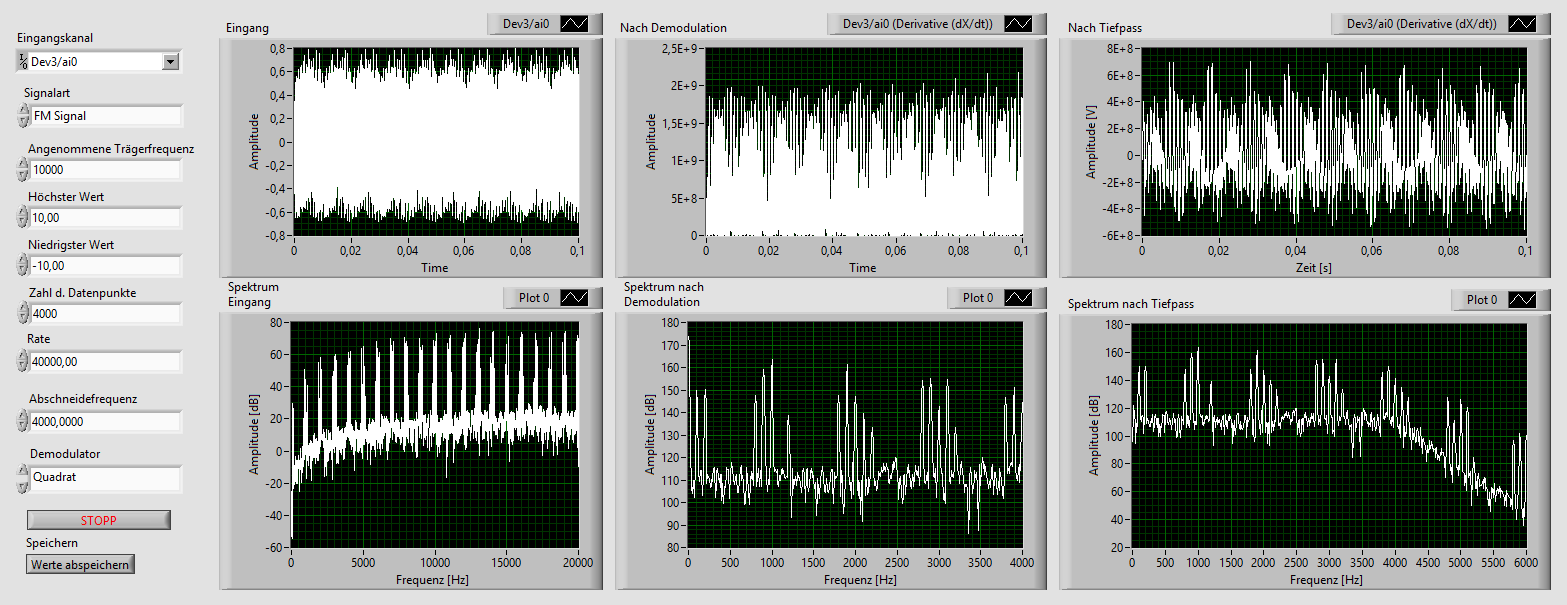 Eingangskanal
Dev3/ai0
Signalart
FM Signal
Angenommene Trägerfrequenz
10000
Höchster Wert
10,00
Niedrigster Wert
-10,00
Zahl d. Datenpunkte
4000
Rate
40000,00
Abschneidefrequenz
4000,0000
Demodulator
Quadrat
STOPP
Speichern
Werte abspeichern
Eingang
Dev3/ai0
Amplitude
0,8
0,6
0,4
0,2
0
-0,2
-0,4
-0,6
-0,8
0 0,02 0,04 0,06 0,08 0,1
Time
Nach Demodulation
Dev3/ai0 (Derivative (dX/dt))
Amplitude
2,5E+9
2E+9
1,5E+9
1E+9
5E+8
0
0 0,02 0,04 0,06 0,08 0,1
Time
Nach Tiefpass
Dev3/ai0 (Derivative (dX/dt))
Amplitude [V]
8E+8
6E+8
4E+8
2E+8
0
-2E+8
-4E+8
-6E+8
0 0,02 0,04 0,06 0,08 0,1
Zeit [s]
Spektrum
Eingang
Plot 0
Amplitude [dB]
80
60
40
20
0
-20
-40
-60
0 5000 10000 15000 20000
Frequenz [Hz]
Spektrum nach
Demodulation
Plot 0
Amplitude [dB]
180
170
160
150
140
130
120
110
100
90
80
0 500 1000 1500 2000 2500 3000 3500 4000
Frequenz [Hz]
Spektrum nach Tiefpass
Plot 0
Amplitude [dB]
180
160
140
120
100
80
60
40
20
0 500 1000 1500 2000 2500 3000 3500 4000 4500 5000 5500 6000
Frequenz [Hz]